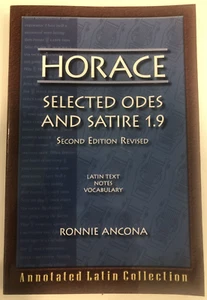 HORACE
SELECTED ODES
AND SATIRE 1.9
SECOND EDITION REVISED
LATIN TEXT
NOTES
VOCABULARY
RONNIE ANCONA
Annotated Latin Collection